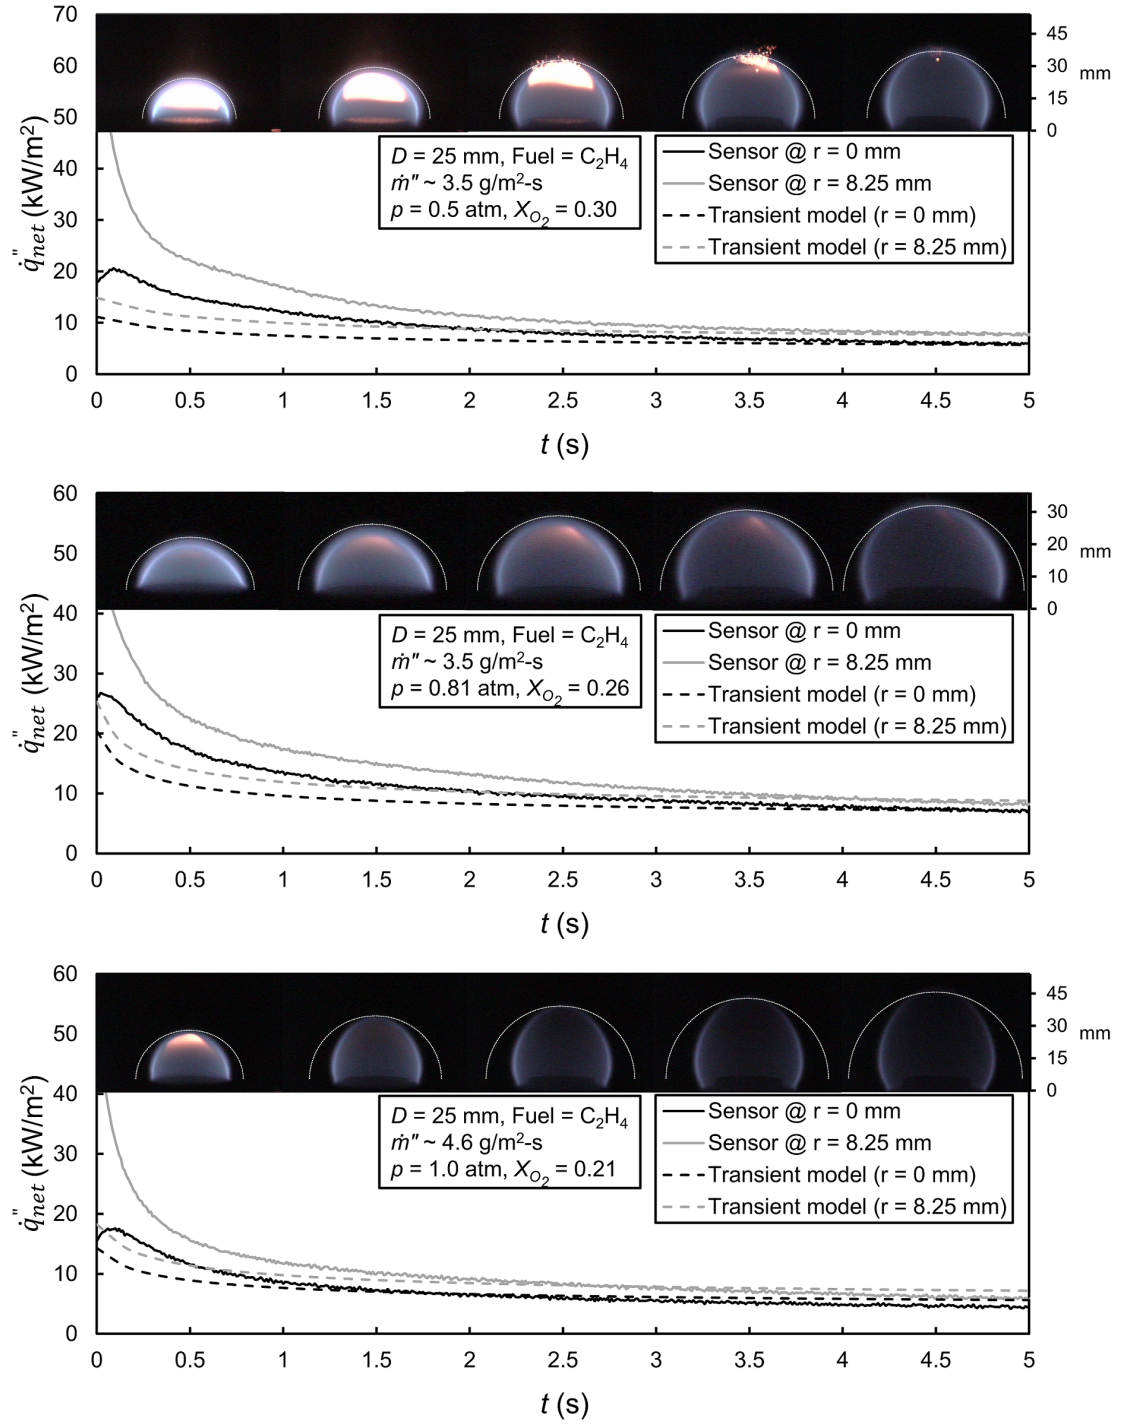 70
60
50
40
30
20
10
0
q̇″net (kW/m²)
45
30
15
0
mm
D = 25 mm, Fuel = C₂H₄
ṁ″ ~ 3.5 g/m²-s
p = 0.5 atm, X_O₂ = 0.30
Sensor @ r = 0 mm
Sensor @ r = 8.25 mm
Transient model (r = 0 mm)
Transient model (r = 8.25 mm)
0 0.5 1 1.5 2 2.5 3 3.5 4 4.5 5
t (s)
60
50
40
30
20
10
0
q̇″net (kW/m²)
30
20
10
0
mm
D = 25 mm, Fuel = C₂H₄
ṁ″ ~ 3.5 g/m²-s
p = 0.81 atm, X_O₂ = 0.26
Sensor @ r = 0 mm
Sensor @ r = 8.25 mm
Transient model (r = 0 mm)
Transient model (r = 8.25 mm)
0 0.5 1 1.5 2 2.5 3 3.5 4 4.5 5
t (s)
60
50
40
30
20
10
0
q̇″net (kW/m²)
45
30
15
0
mm
D = 25 mm, Fuel = C₂H₄
ṁ″ ~ 4.6 g/m²-s
p = 1.0 atm, X_O₂ = 0.21
Sensor @ r = 0 mm
Sensor @ r = 8.25 mm
Transient model (r = 0 mm)
Transient model (r = 8.25 mm)
0 0.5 1 1.5 2 2.5 3 3.5 4 4.5 5
t (s)